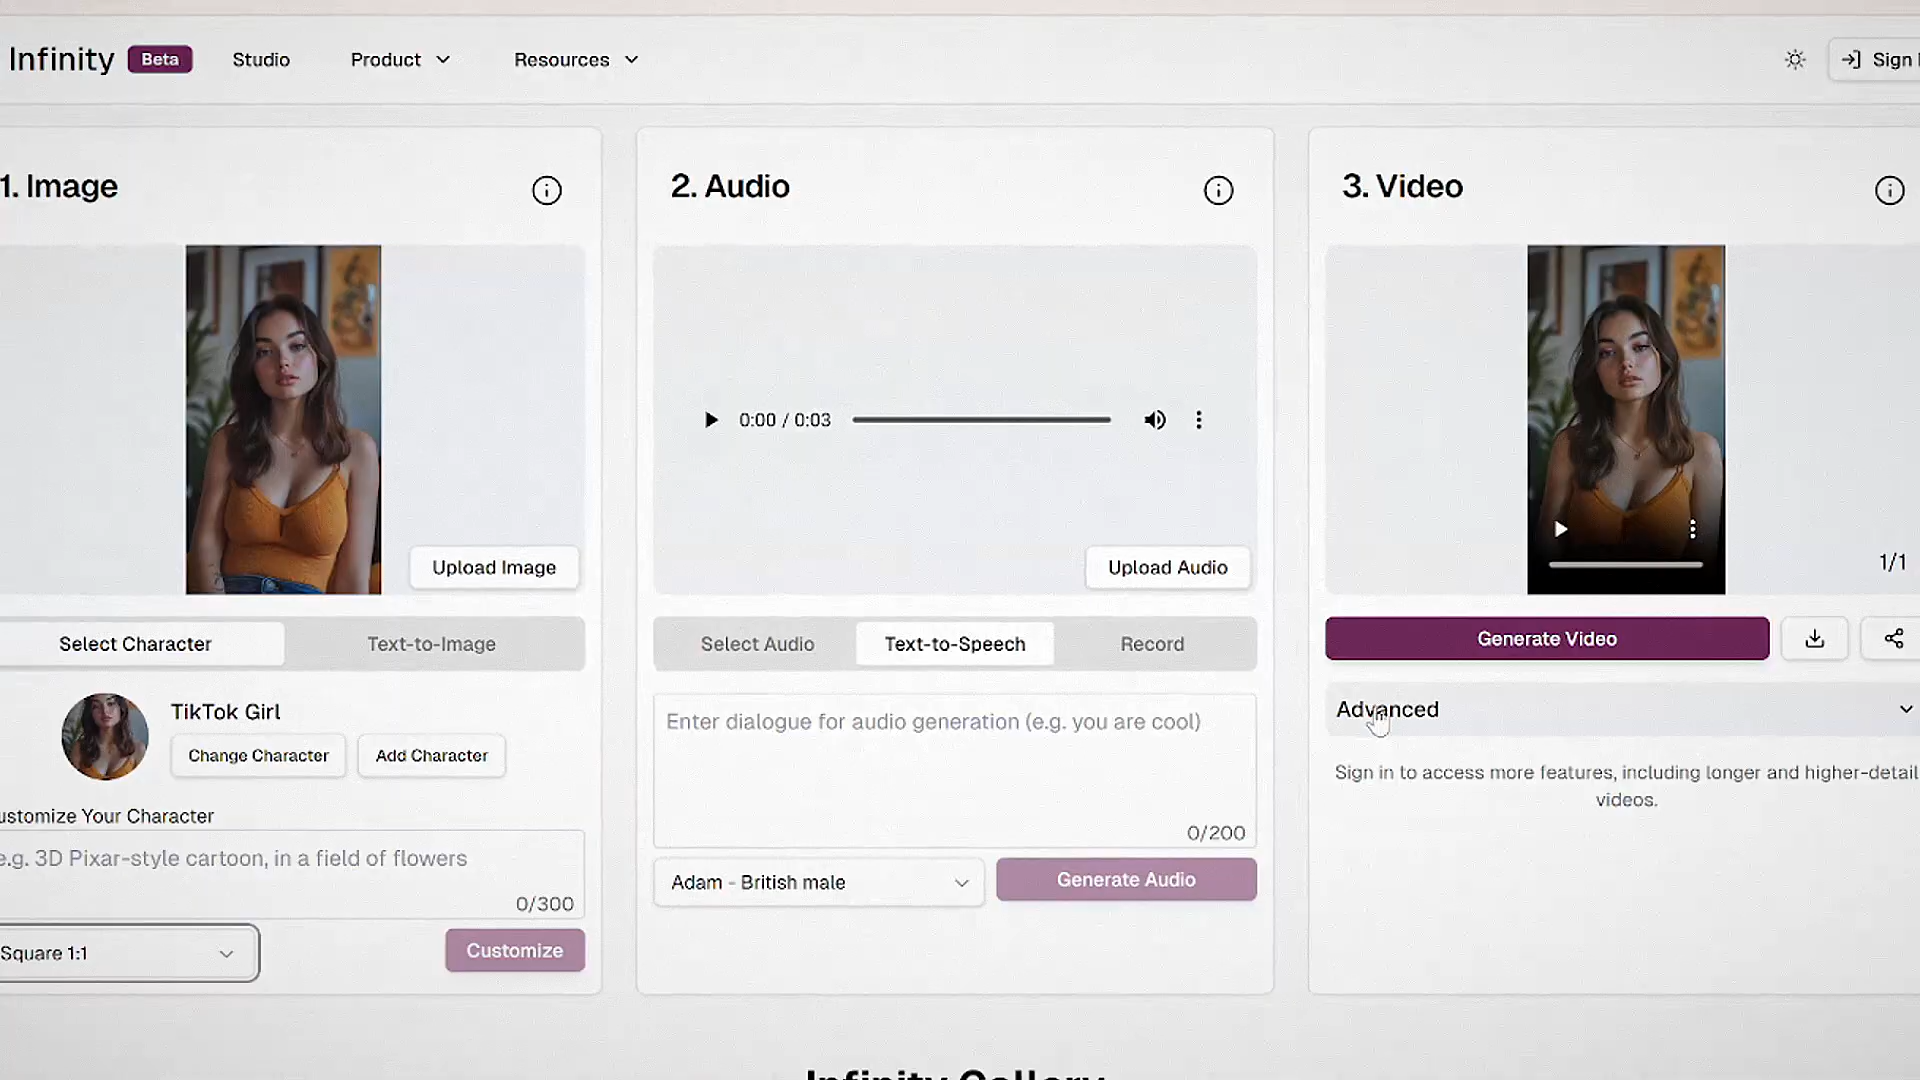 Infinity Beta Studio Product Resources Sign
1. Image
Upload Image
Select Character Text-to-Image
TikTok Girl
Change Character Add Character
ustomize Your Character
e.g. 3D Pixar-style cartoon, in a field of flowers
0/300
Square 1:1 Customize
2. Audio
0:00 / 0:03
Upload Audio
Select Audio Text-to-Speech Record
Enter dialogue for audio generation (e.g. you are cool)
0/200
Adam - British male Generate Audio
3. Video
1/1
Generate Video
Advanced
Sign in to access more features, including longer and higher-detail
videos.
Infinity Gallery